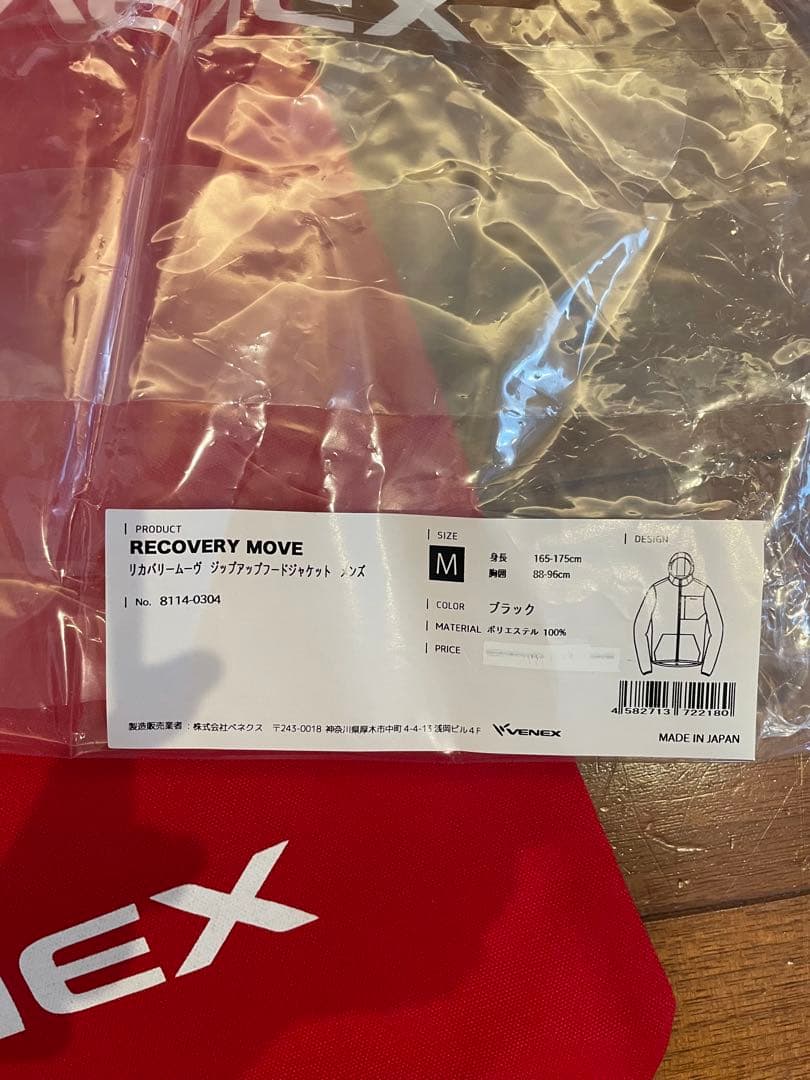 PRODUCT
RECOVERY MOVE
リカバリームーヴ ジップアップフードジャケット メンズ
No. 8114-0304
SIZE
M
身長 165-175cm
胸囲 88-96cm
COLOR ブラック
MATERIAL ポリエステル 100%
PRICE
DESIGN
4 582713 722180
製造販売業者：株式会社ベネクス 〒243-0018 神奈川県厚木市中町4-4-13 浅岡ビル4F
VENEX
MADE IN JAPAN
NEX